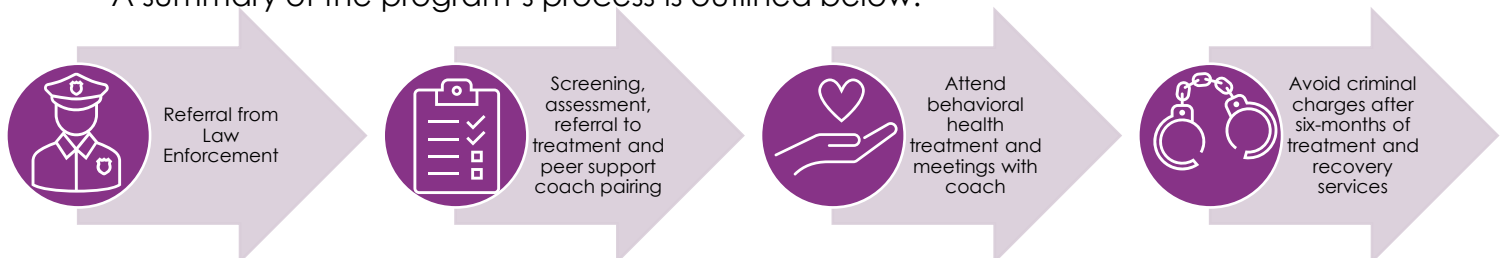 A summary of the program's process is outlined below:
Referral from
Law
Enforcement
Screening,
assessment,
referral to
treatment and
peer support
coach pairing
Attend
behavioral
health
treatment and
meetings with
coach
Avoid criminal
charges after
six-months of
treatment and
recovery
services